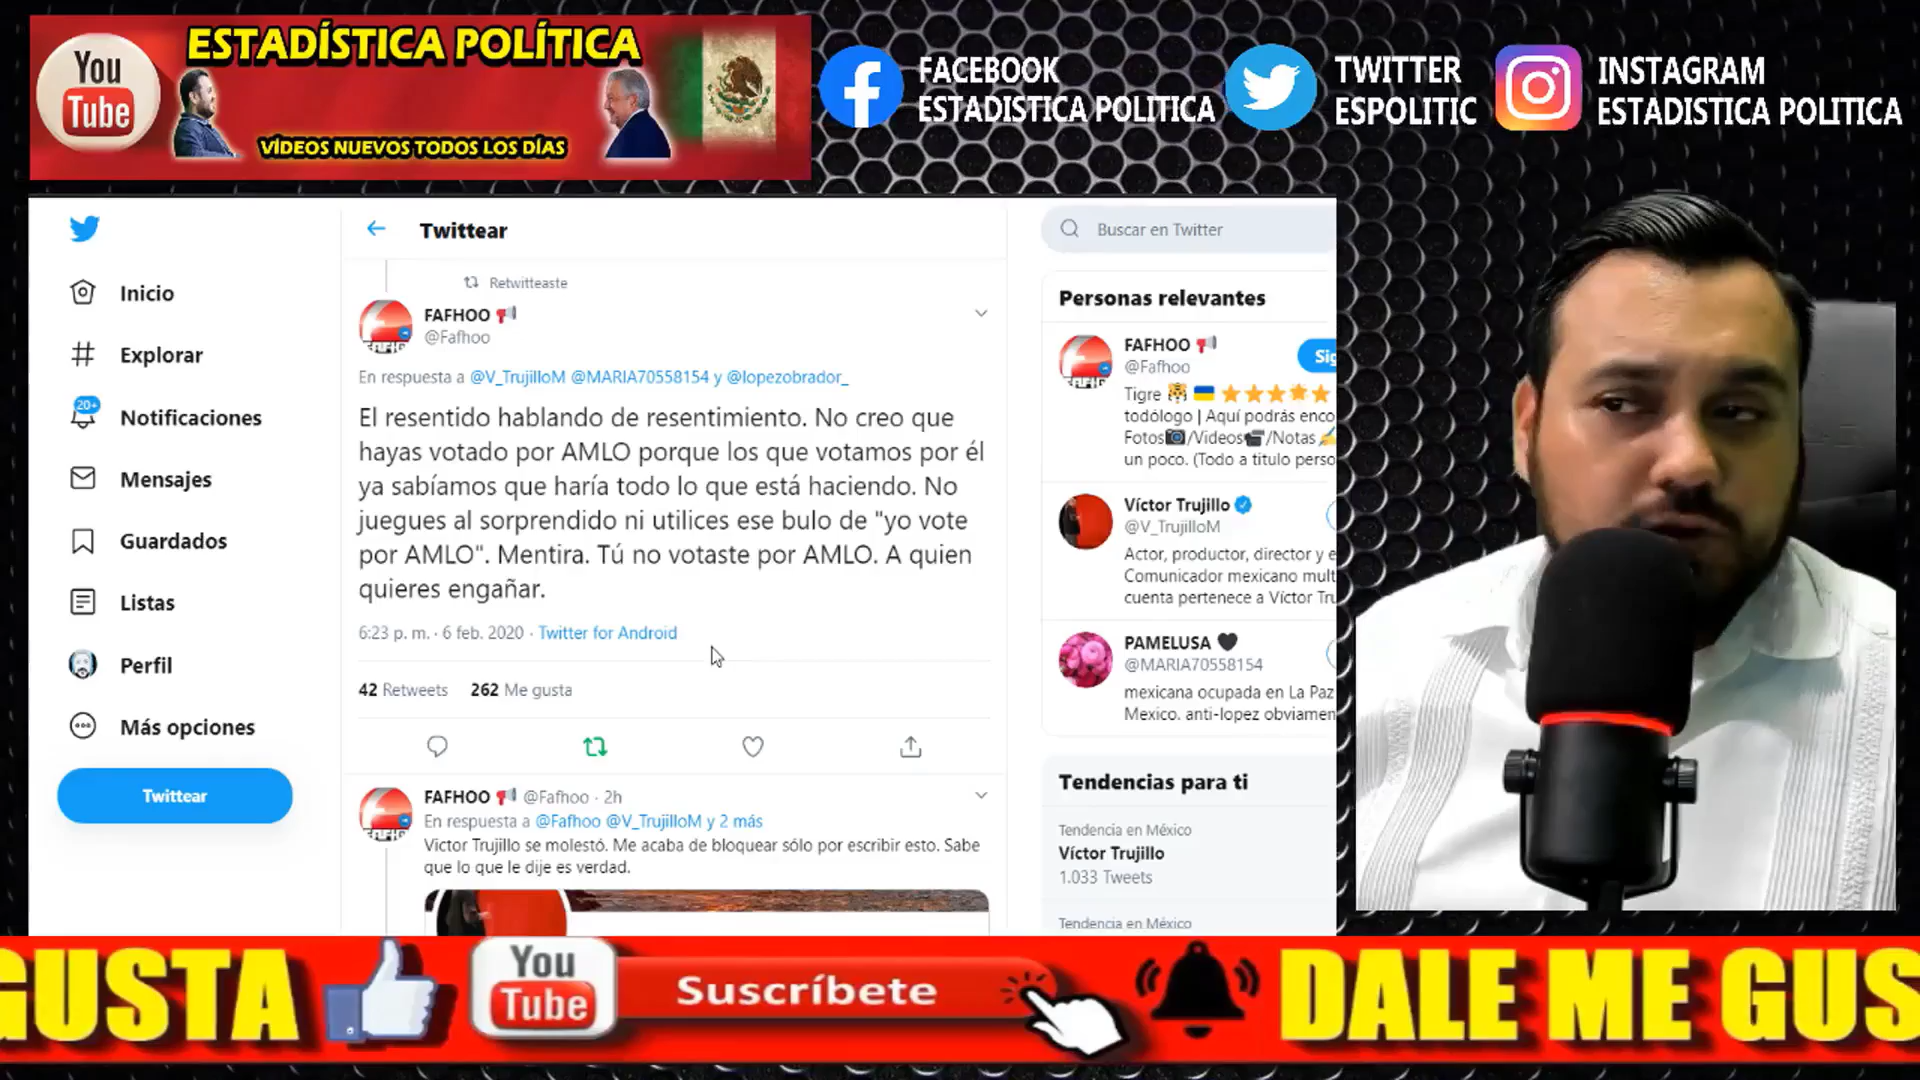 You
Tube
ESTADÍSTICA POLÍTICA
VÍDEOS NUEVOS TODOS LOS DÍAS
FACEBOOK
ESTADISTICA POLITICA
TWITTER
ESPOLITIC
INSTAGRAM
ESTADISTICA POLITICA
Inicio
Explorar
20+
Notificaciones
Mensajes
Guardados
Listas
Perfil
Más opciones
Twittear
Twittear
Retwitteaste
FAFHOO
@Fafhoo
En respuesta a @V_TrujilloM @MARIA70558154 y @lopezobrador_
El resentido hablando de resentimiento. No creo que
hayas votado por AMLO porque los que votamos por él
ya sabíamos que haría todo lo que está haciendo. No
juegues al sorprendido ni utilices ese bulo de "yo vote
por AMLO". Mentira. Tú no votaste por AMLO. A quien
quieres engañar.
6:23 p. m. · 6 feb. 2020 · Twitter for Android
42 Retweets 262 Me gusta
FAFHOO @Fafhoo · 2h
En respuesta a @Fafhoo @V_TrujilloM y 2 más
Victor Trujillo se molestó. Me acaba de bloquear sólo por escribir esto. Sabe
que lo que le dije es verdad.
Buscar en Twitter
Personas relevantes
FAFHOO
@Fafhoo
Sig
Tigre
todólogo | Aquí podrás enco
Fotos /Videos /Notas
un poco. (Todo a titulo perso
Víctor Trujillo
@V_TrujilloM
Actor, productor, director y e
Comunicador mexicano mult
cuenta pertenece a Víctor Tru
PAMELUSA
@MARIA70558154
mexicana ocupada en La Paz
Mexico. anti-lopez obviamen
Tendencias para ti
Tendencia en México
Víctor Trujillo
1.033 Tweets
Tendencia en México
GUSTA
You
Tube
Suscríbete
DALE ME GUS